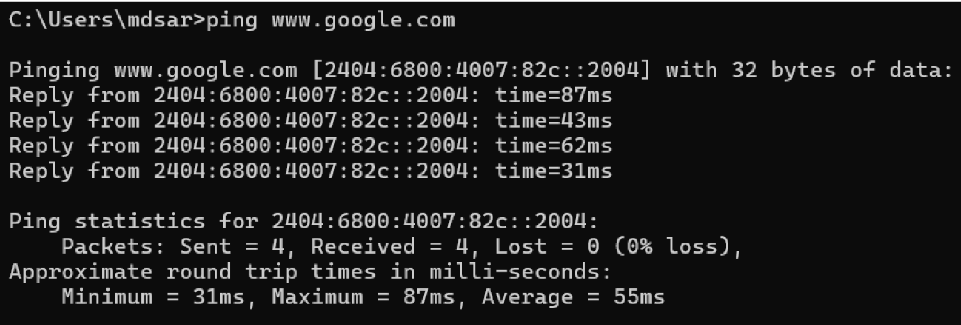 C:\Users\mdsar>ping www.google.com
Pinging www.google.com [2404:6800:4007:82c::2004] with 32 bytes of data:
Reply from 2404:6800:4007:82c::2004: time=87ms
Reply from 2404:6800:4007:82c::2004: time=43ms
Reply from 2404:6800:4007:82c::2004: time=62ms
Reply from 2404:6800:4007:82c::2004: time=31ms
Ping statistics for 2404:6800:4007:82c::2004:
Packets: Sent = 4, Received = 4, Lost = 0 (0% loss),
Approximate round trip times in milli-seconds:
Minimum = 31ms, Maximum = 87ms, Average = 55ms